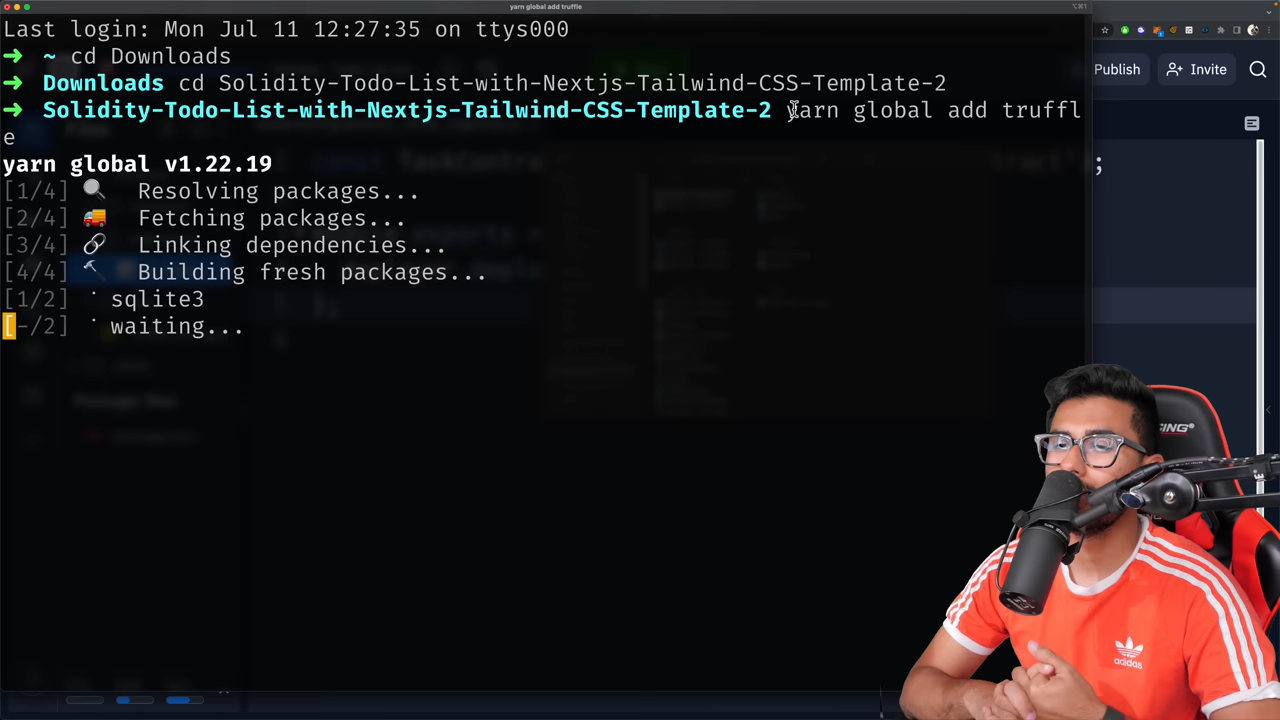 yarn global add truffle
Last login: Mon Jul 11 12:27:35 on ttys000
➜ ~ cd Downloads
➜ Downloads cd Solidity-Todo-List-with-Nextjs-Tailwind-CSS-Template-2
➜ Solidity-Todo-List-with-Nextjs-Tailwind-CSS-Template-2 yarn global add truffl
e
yarn global v1.22.19
[1/4] 🔍 Resolving packages...
[2/4] 🚚 Fetching packages...
[3/4] 🔗 Linking dependencies...
[4/4] 🔨 Building fresh packages...
[1/2] ⠁ sqlite3
[-/2] ⠁ waiting...
Publish
Invite
adidas